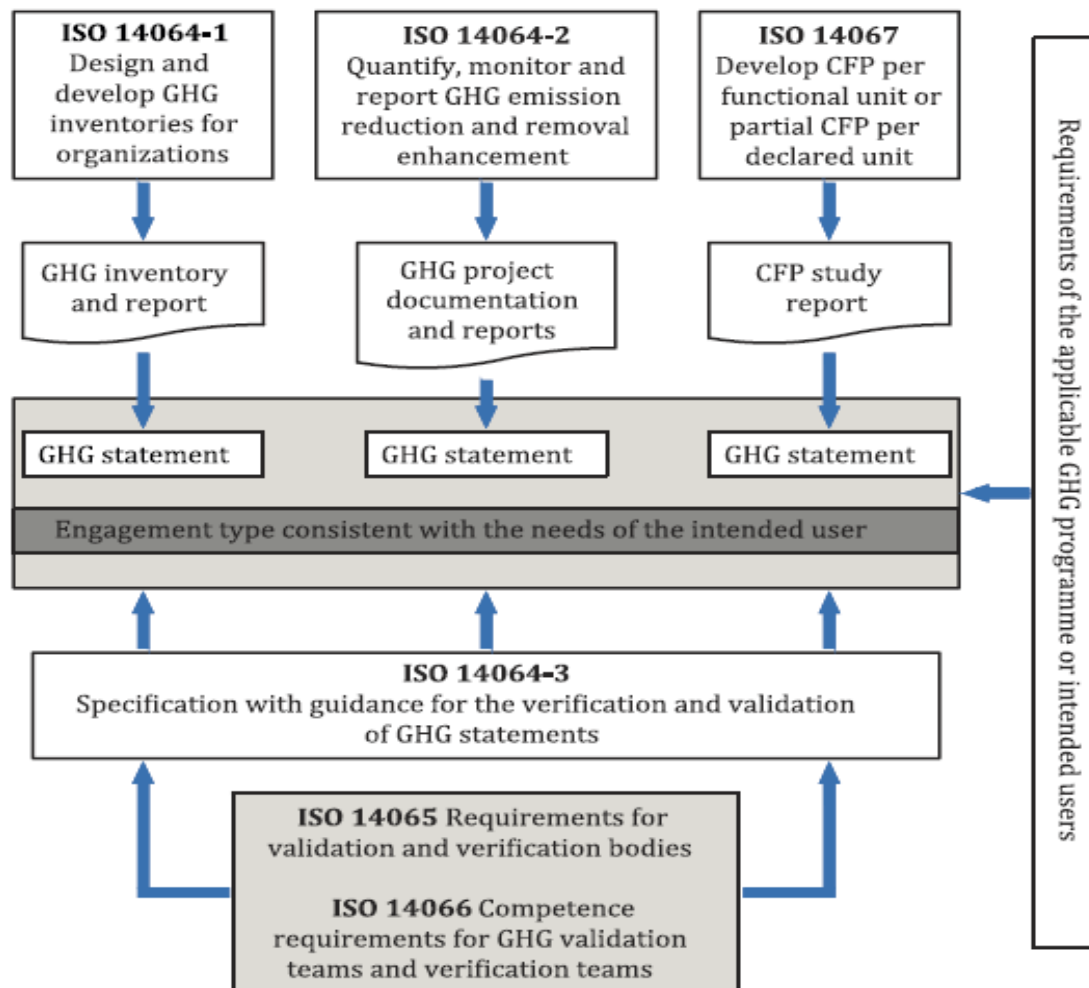 ISO 14064-1
Design and
develop GHG
inventories for
organizations
ISO 14064-2
Quantify, monitor and
report GHG emission
reduction and removal
enhancement
ISO 14067
Develop CFP per
functional unit or
partial CFP per
declared unit
GHG inventory
and report
GHG project
documentation
and reports
CFP study
report
GHG statement
GHG statement
GHG statement
Engagement type consistent with the needs of the intended user
ISO 14064-3
Specification with guidance for the verification and validation
of GHG statements
ISO 14065 Requirements for
validation and verification bodies
ISO 14066 Competence
requirements for GHG validation
teams and verification teams
Requirements of the applicable GHG programme or intended users